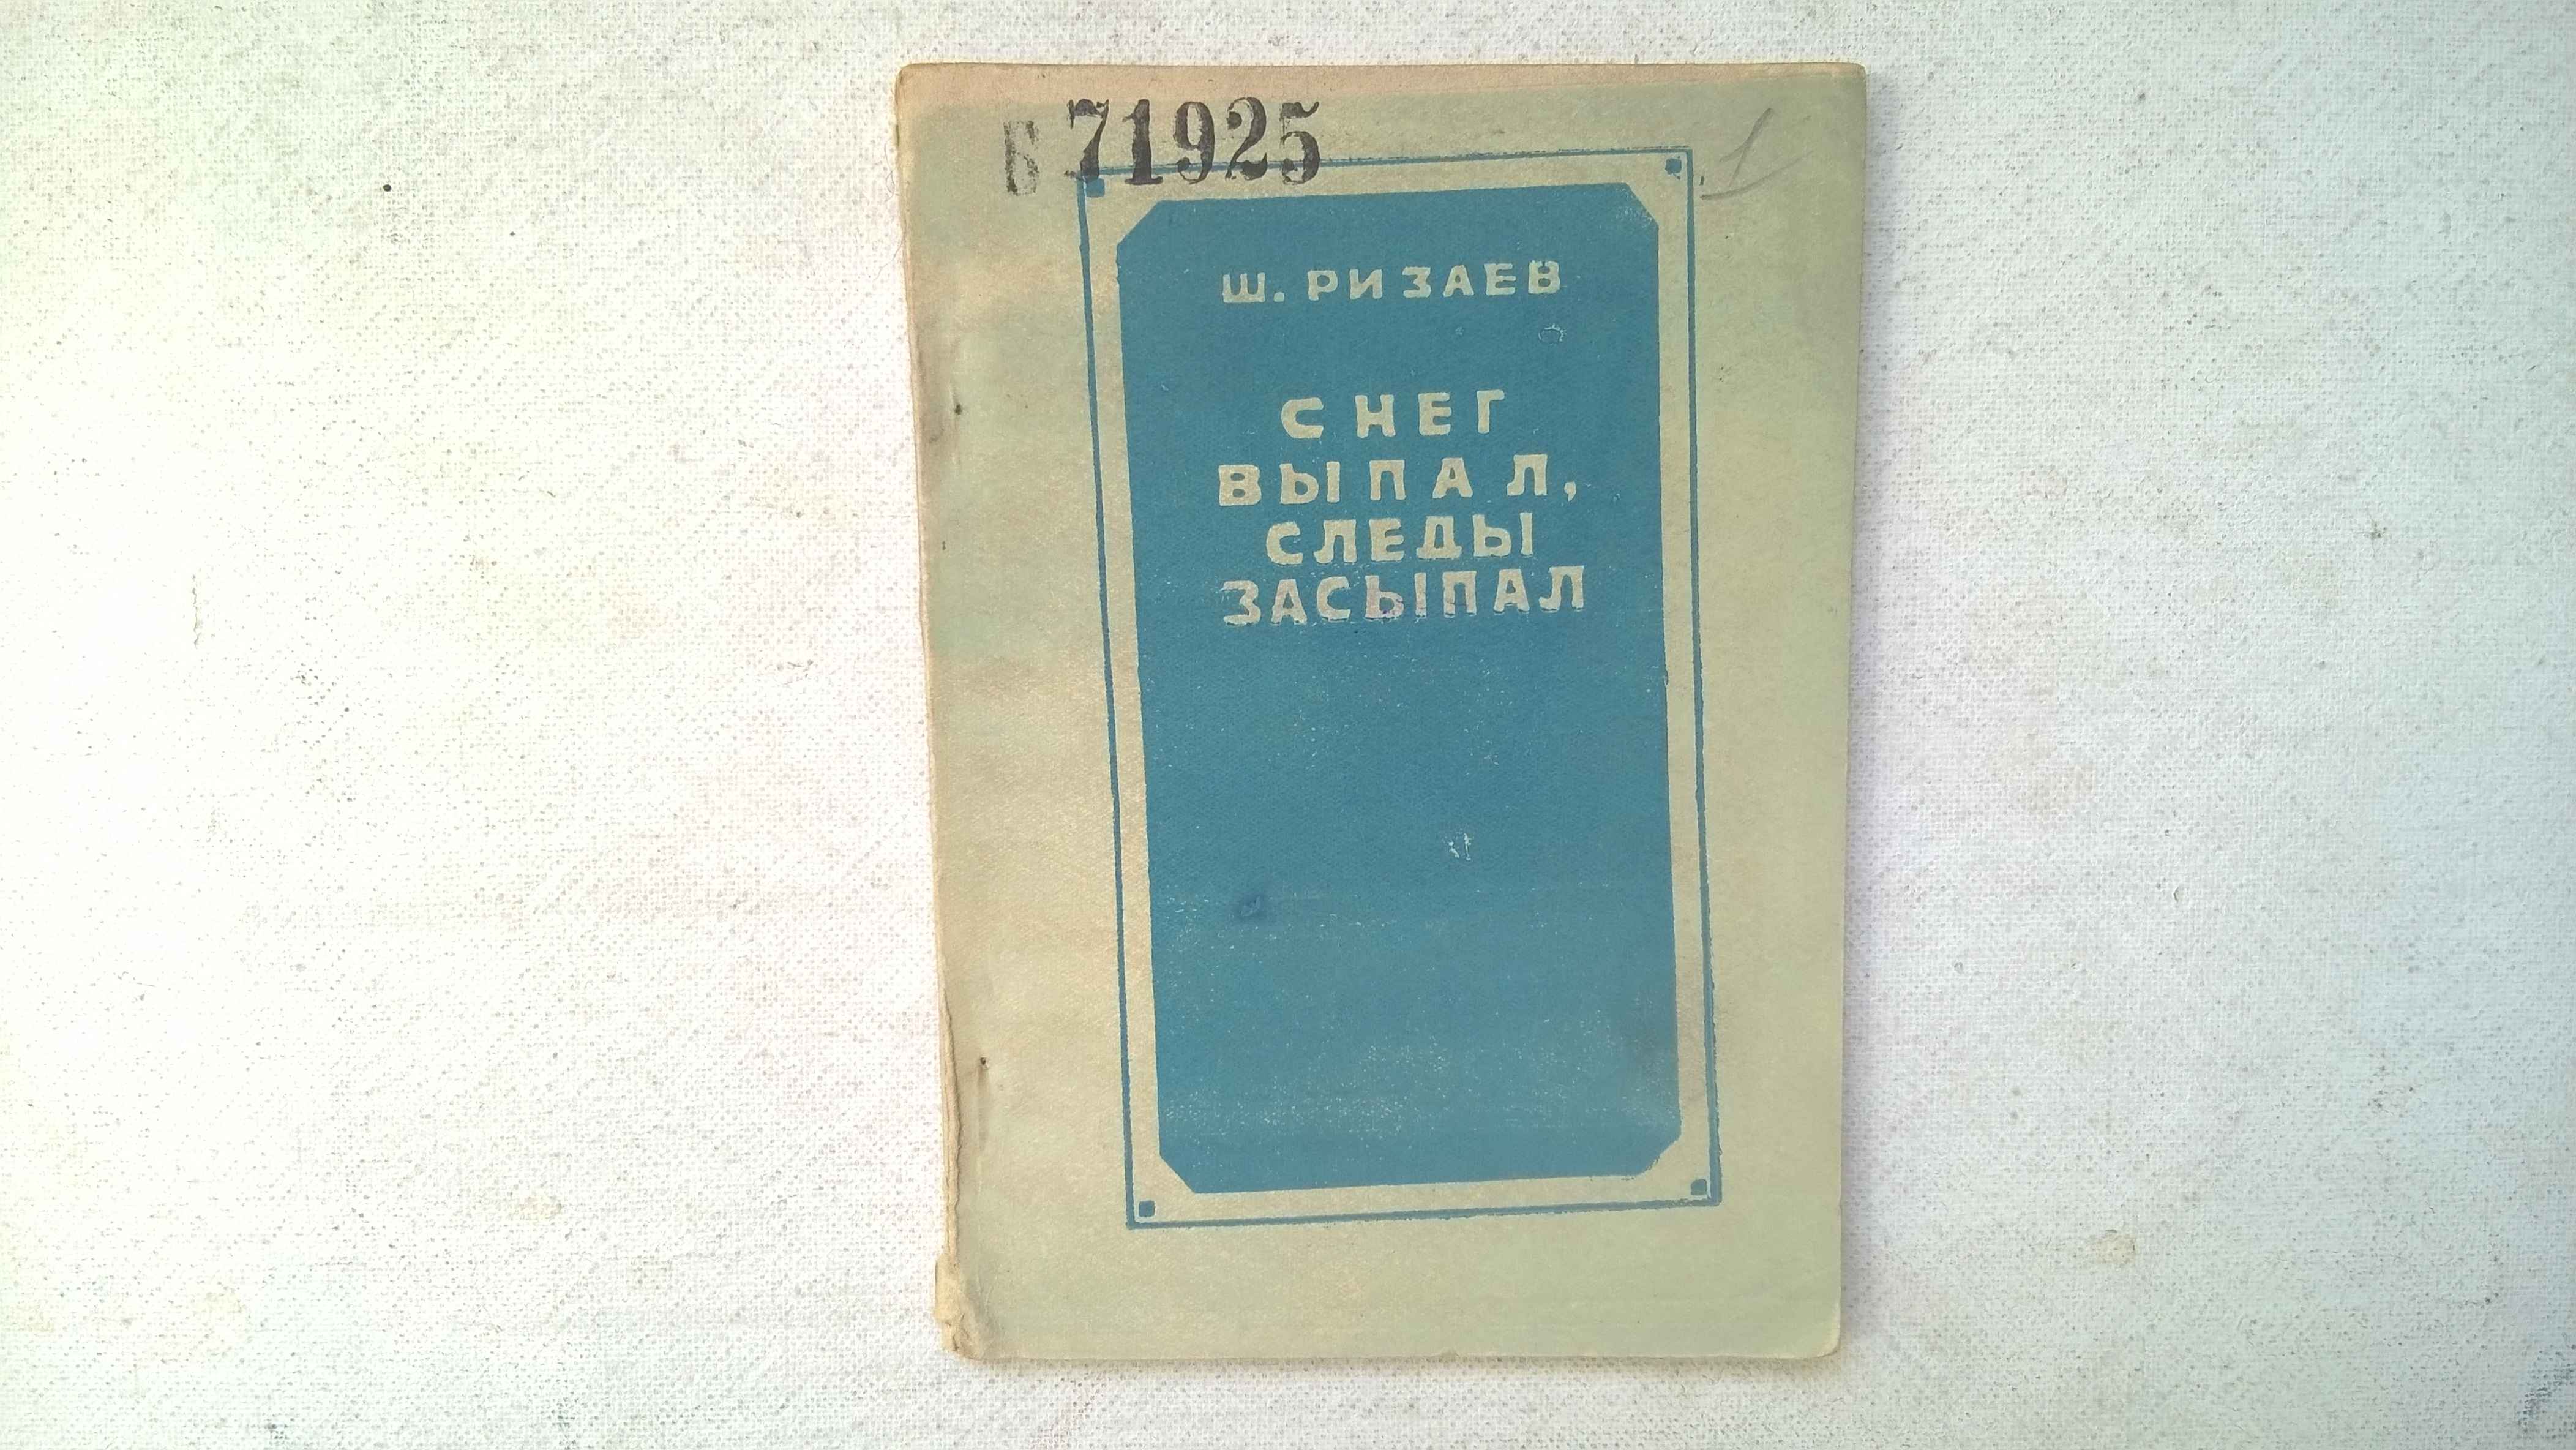 Б 71925
1
Ш. РИЗАЕВ
СНЕГ
ВЫПАЛ,
СЛЕДЫ
ЗАСЫПАЛ